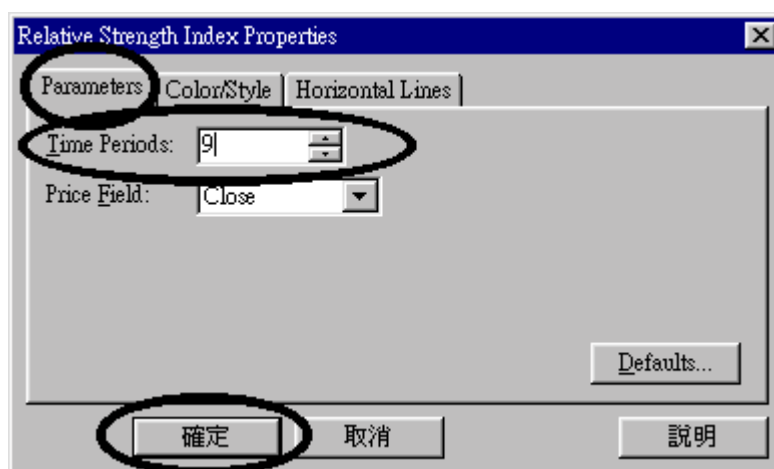 Relative Strength Index Properties
Parameters Color/Style Horizontal Lines
Time Periods: 9
Price Field: Close
Defaults...
確定 取消 說明